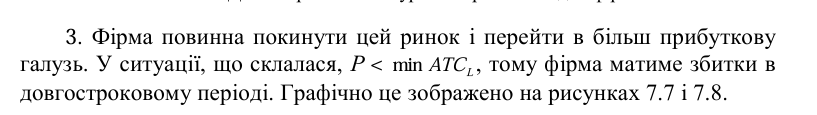 3. Фірма повинна покинути цей ринок і перейти в більш прибуткову
галузь. У ситуації, що склалася, P < min ATC_L, тому фірма матиме збитки в
довгостроковому періоді. Графічно це зображено на рисунках 7.7 і 7.8.